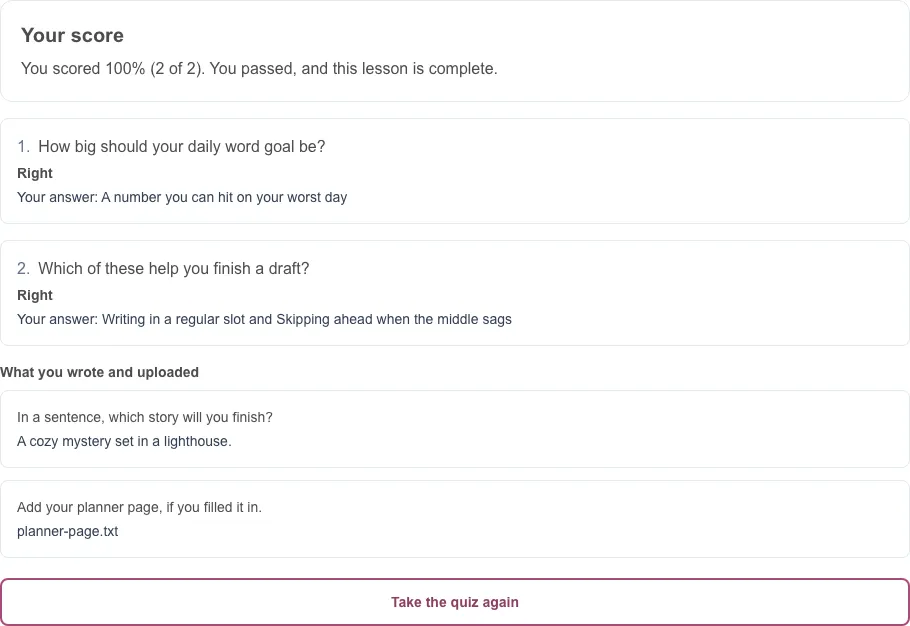 Your score
You scored 100% (2 of 2). You passed, and this lesson is complete.
1. How big should your daily word goal be?
Right
Your answer: A number you can hit on your worst day
2. Which of these help you finish a draft?
Right
Your answer: Writing in a regular slot and Skipping ahead when the middle sags
What you wrote and uploaded
In a sentence, which story will you finish?
A cozy mystery set in a lighthouse.
Add your planner page, if you filled it in.
planner-page.txt
Take the quiz again